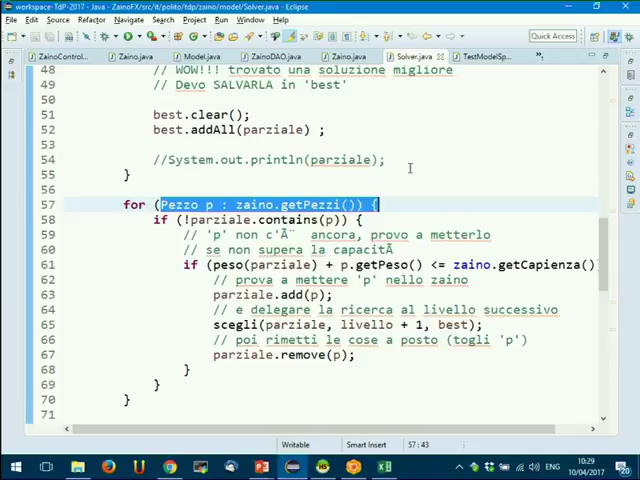 workspace-TdP-2017 - Java - ZainoFX/src/it/polito/tdp/zaino/model/Solver.java - Eclipse
File Edit Source Refactor Navigate Search Project Run Window Help
Quick Access
ZainoControl... Zaino.java Model.java ZainoDAO.java Zaino.java Solver.java TestModelSp...
48 // WOW!!! trovato una soluzione migliore
49 // Devo SALVARLA in 'best'
50
51 best.clear();
52 best.addAll(parziale) ;
53
54 //System.out.println(parziale);
55 }
56
57 for (Pezzo p : zaino.getPezzi()) {
58 if (!parziale.contains(p)) {
59 // 'p' non c'Ã¨ ancora, provo a metterlo
60 // se non supera la capacitÃ
61 if (peso(parziale) + p.getPeso() <= zaino.getCapienza()
62 // prova a mettere 'p' nello zaino
63 parziale.add(p);
64 // e delegare la ricerca al livello successivo
65 scegli(parziale, livello + 1, best);
66 // poi rimetti le cose a posto (togli 'p')
67 parziale.remove(p);
68 }
69 }
70 }
71
Writable Smart Insert 57 : 43
ENG 10:29
10/04/2017
20